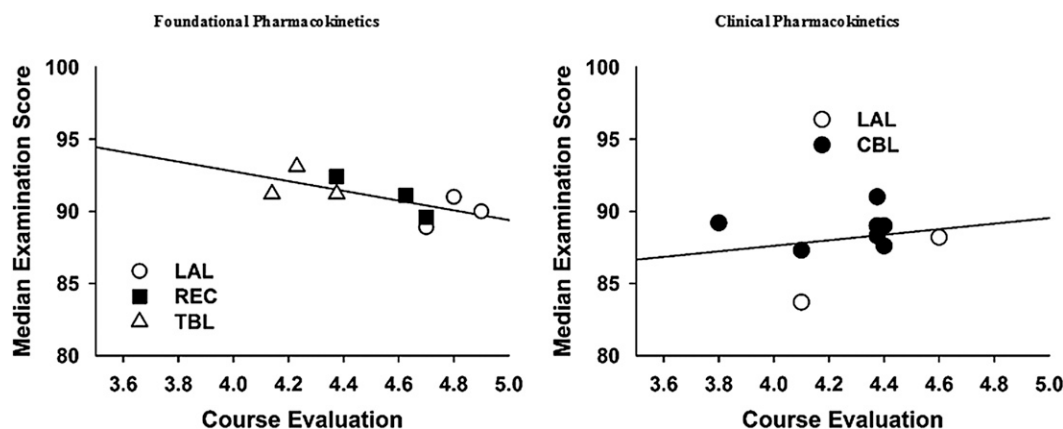 Foundational Pharmacokinetics
Median Examination Score
100
95
90
85
80
LAL
REC
TBL
3.6 3.8 4.0 4.2 4.4 4.6 4.8 5.0
Course Evaluation
Clinical Pharmacokinetics
Median Examination Score
100
95
90
85
80
LAL
CBL
3.6 3.8 4.0 4.2 4.4 4.6 4.8 5.0
Course Evaluation